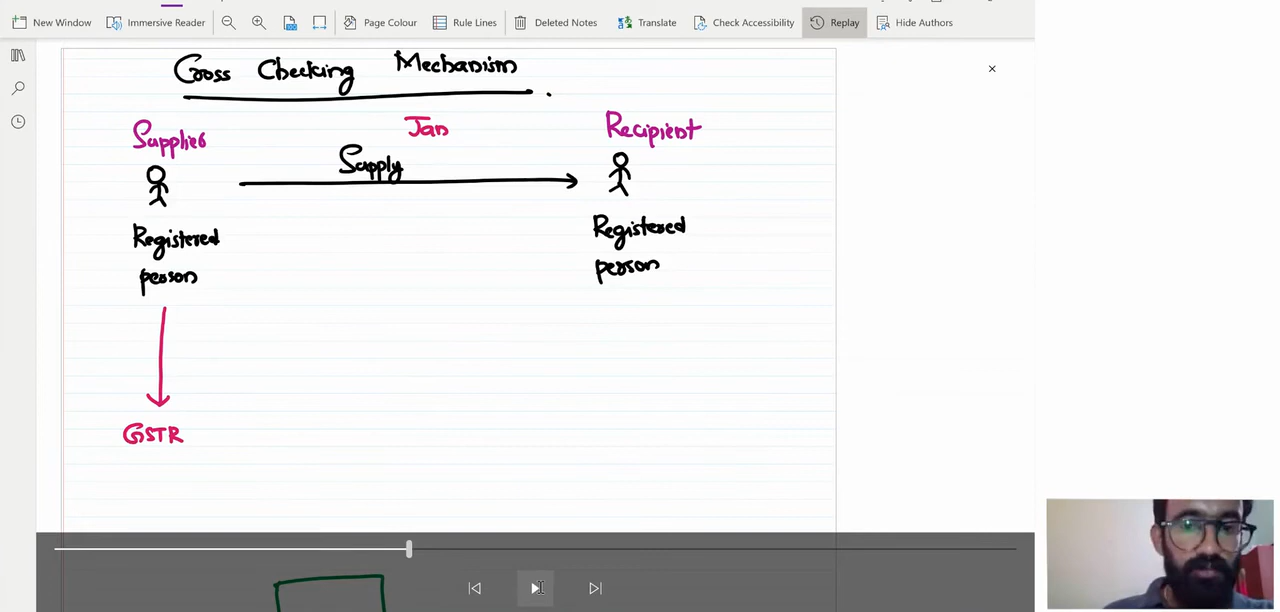 New Window Immersive Reader Page Colour Rule Lines Deleted Notes Translate Check Accessibility Replay Hide Authors
Cross Checking Mechanism
Supplier Jan Recipient
Supply
Registered person
Registered person
GSTR